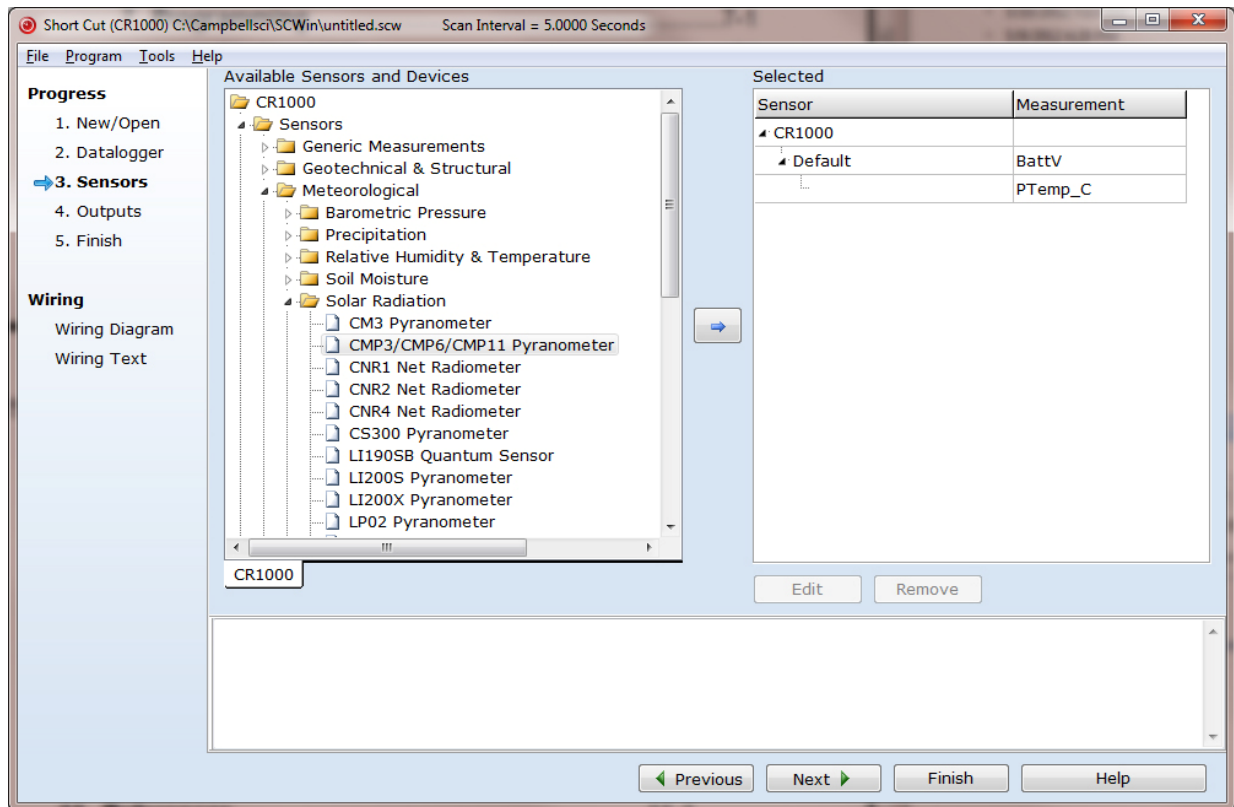 Short Cut (CR1000) C:\Campbellsci\SCWin\untitled.scw Scan Interval = 5.0000 Seconds
File Program Tools Help
Progress
1. New/Open
2. Datalogger
3. Sensors
4. Outputs
5. Finish
Wiring
Wiring Diagram
Wiring Text
Available Sensors and Devices
CR1000
Sensors
Generic Measurements
Geotechnical & Structural
Meteorological
Barometric Pressure
Precipitation
Relative Humidity & Temperature
Soil Moisture
Solar Radiation
CM3 Pyranometer
CMP3/CMP6/CMP11 Pyranometer
CNR1 Net Radiometer
CNR2 Net Radiometer
CNR4 Net Radiometer
CS300 Pyranometer
LI190SB Quantum Sensor
LI200S Pyranometer
LI200X Pyranometer
LP02 Pyranometer
CR1000
Selected
Sensor Measurement
CR1000
Default BattV
PTemp_C
Edit Remove
Previous Next Finish Help